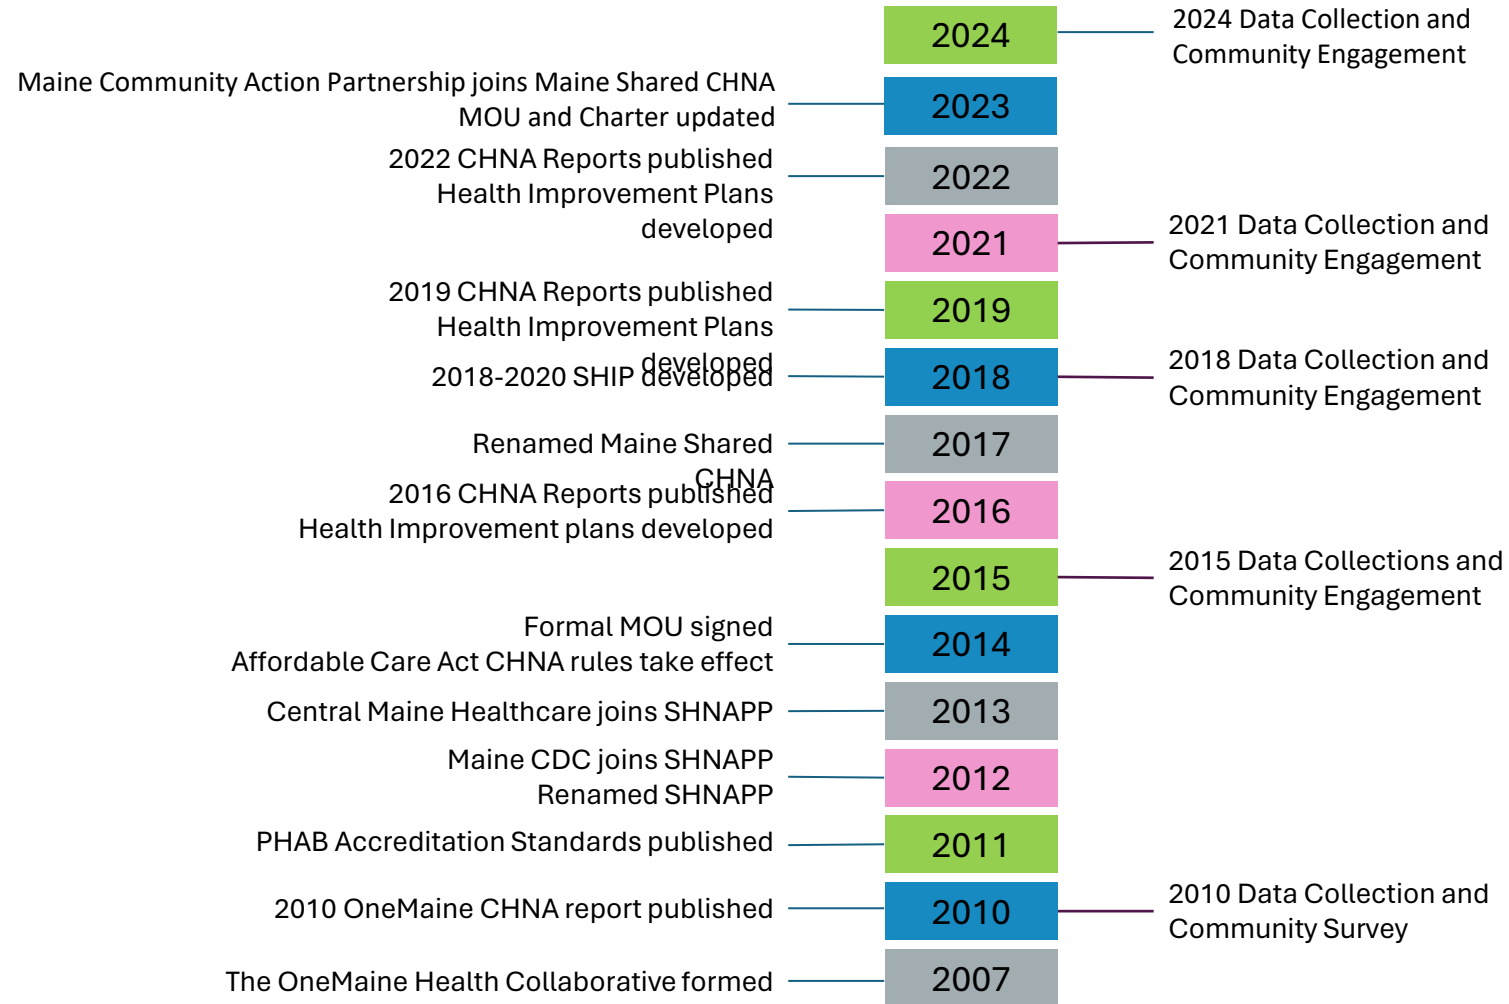 2024
2024 Data Collection and
Community Engagement
Maine Community Action Partnership joins Maine Shared CHNA
MOU and Charter updated
2023
2022 CHNA Reports published
Health Improvement Plans
developed
2022
2021
2021 Data Collection and
Community Engagement
2019 CHNA Reports published
Health Improvement Plans
developed
2019
2018-2020 SHIP developed
2018
2018 Data Collection and
Community Engagement
Renamed Maine Shared
CHNA
2017
2016 CHNA Reports published
Health Improvement plans developed
2016
2015
2015 Data Collections and
Community Engagement
Formal MOU signed
Affordable Care Act CHNA rules take effect
2014
Central Maine Healthcare joins SHNAPP
2013
Maine CDC joins SHNAPP
Renamed SHNAPP
2012
PHAB Accreditation Standards published
2011
2010 OneMaine CHNA report published
2010
2010 Data Collection and
Community Survey
The OneMaine Health Collaborative formed
2007